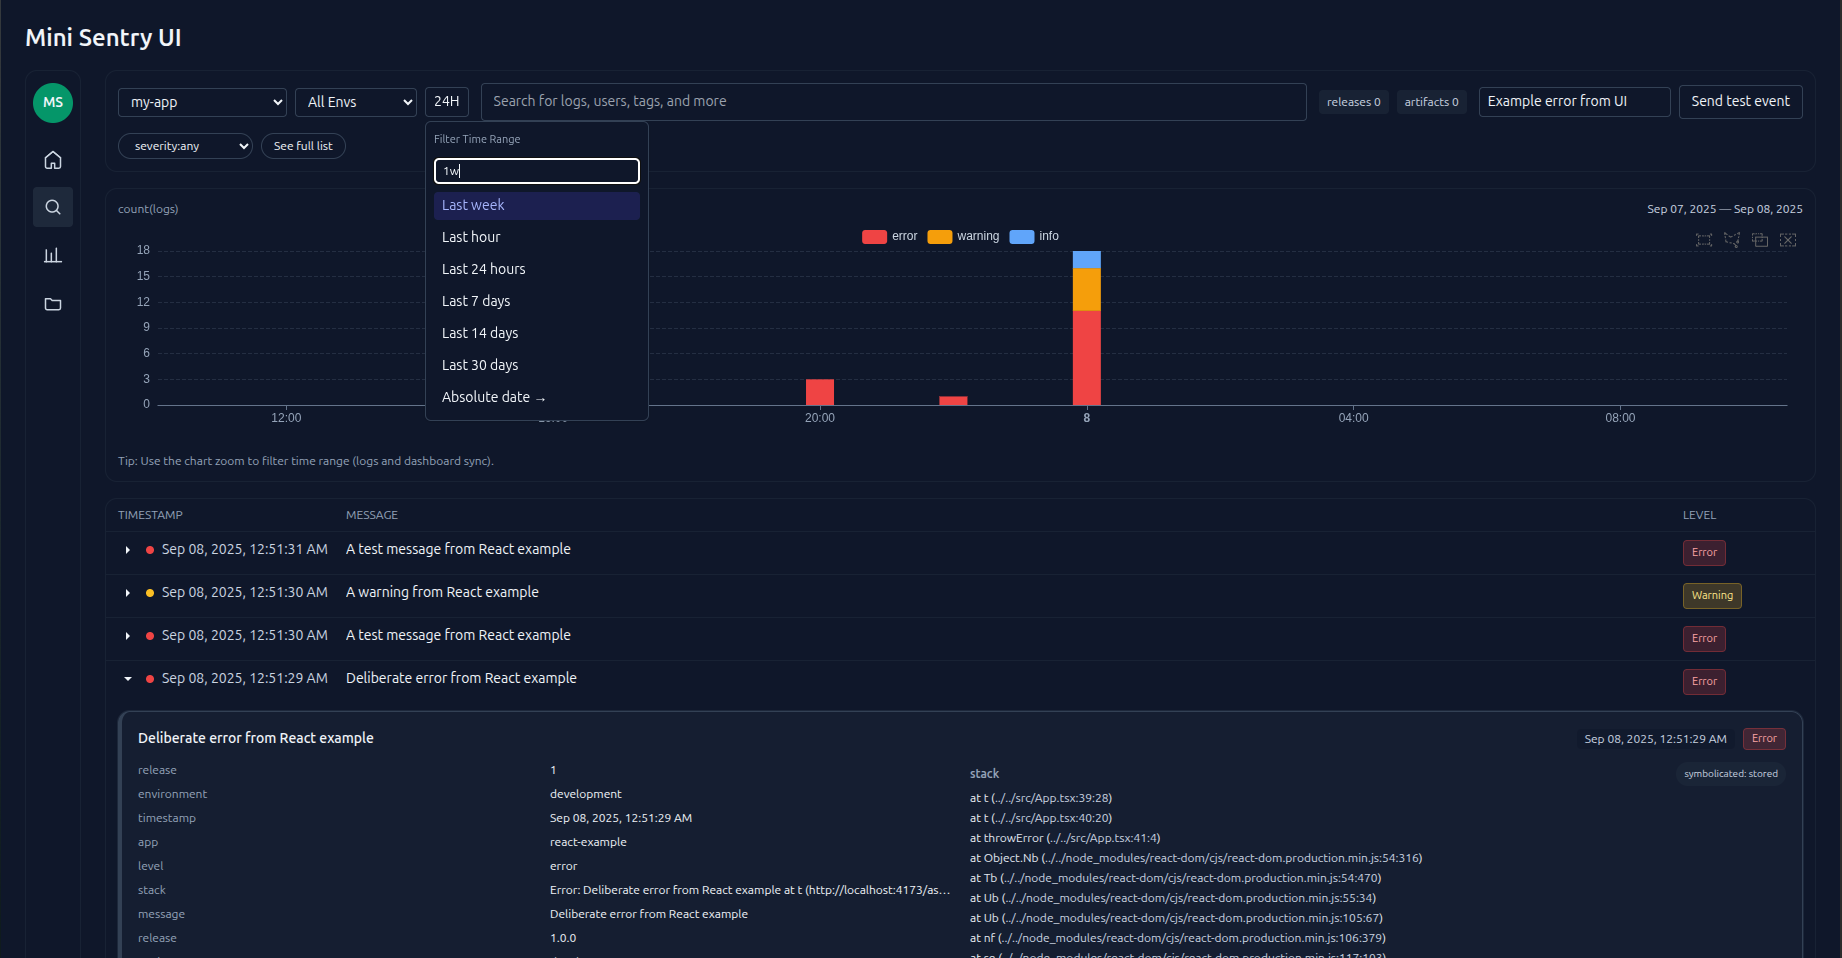 Mini Sentry UI
MS
my-app
All Envs
24H
Search for logs, users, tags, and more
releases 0
artifacts 0
Example error from UI
Send test event
severity:any
See full list
Filter Time Range
1w
Last week
Last hour
Last 24 hours
Last 7 days
Last 14 days
Last 30 days
Absolute date →
count(logs)
Sep 07, 2025 — Sep 08, 2025
error
warning
info
18
15
12
9
6
3
0
12:00
20:00
8
04:00
08:00
Tip: Use the chart zoom to filter time range (logs and dashboard sync).
TIMESTAMP MESSAGE LEVEL
Sep 08, 2025, 12:51:31 AM A test message from React example Error
Sep 08, 2025, 12:51:30 AM A warning from React example Warning
Sep 08, 2025, 12:51:30 AM A test message from React example Error
Sep 08, 2025, 12:51:29 AM Deliberate error from React example Error
Deliberate error from React example
Sep 08, 2025, 12:51:29 AM Error
release 1
environment development
timestamp Sep 08, 2025, 12:51:29 AM
app react-example
level error
stack Error: Deliberate error from React example at t (http://localhost:4173/as…
message Deliberate error from React example
release 1.0.0
stack
symbolicated: stored
at t (../../src/App.tsx:39:28)
at t (../../src/App.tsx:40:20)
at throwError (../../src/App.tsx:41:4)
at Object.Nb (../../node_modules/react-dom/cjs/react-dom.production.min.js:54:316)
at Tb (../../node_modules/react-dom/cjs/react-dom.production.min.js:54:470)
at Ub (../../node_modules/react-dom/cjs/react-dom.production.min.js:55:34)
at Ub (../../node_modules/react-dom/cjs/react-dom.production.min.js:105:67)
at nf (../../node_modules/react-dom/cjs/react-dom.production.min.js:106:379)